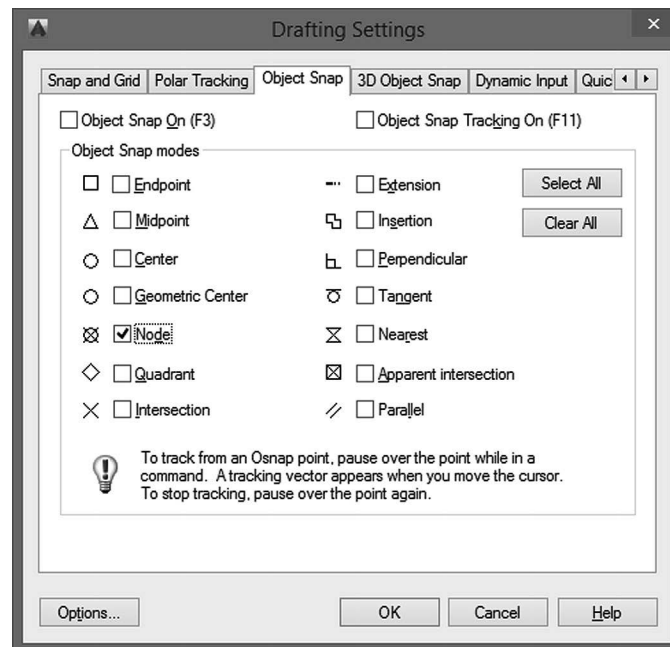 Drafting Settings
Snap and Grid Polar Tracking Object Snap 3D Object Snap Dynamic Input Quic
Object Snap On (F3) Object Snap Tracking On (F11)
Object Snap modes
Endpoint Extension Select All
Midpoint Insertion Clear All
Center Perpendicular
Geometric Center Tangent
Node Nearest
Quadrant Apparent intersection
Intersection Parallel
To track from an Osnap point, pause over the point while in a
command. A tracking vector appears when you move the cursor.
To stop tracking, pause over the point again.
Options... OK Cancel Help